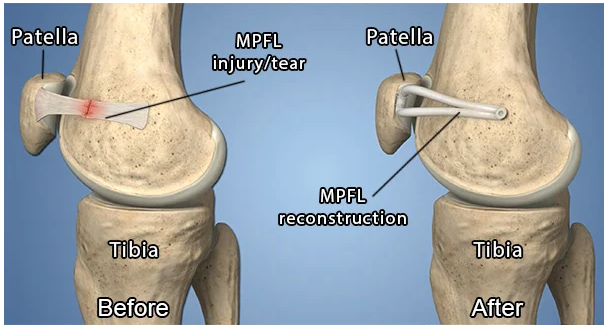 Patella
MPFL
injury/tear
Tibia
Before
Patella
MPFL
reconstruction
Tibia
After